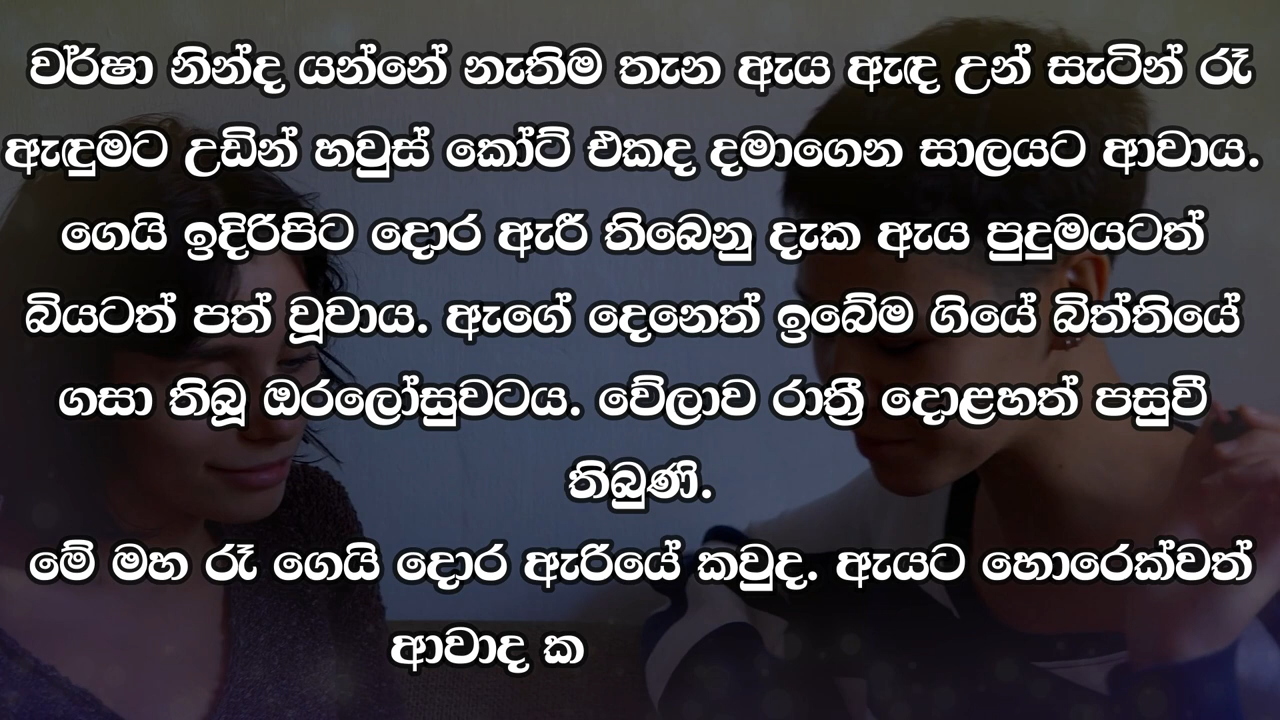 වර්ෂා නින්ද යන්නේ නැතිම තැන ඇය ඇඳ උන් සැටින් රෑ
ඇඳුමට උඩින් හවුස් කෝට් එකද දමාගෙන සාලයට ආවාය.
ගෙයි ඉදිරිපිට දොර ඇරී තිබෙනු දැක ඇය පුදුමයටත්
බියටත් පත් වූවාය. ඇගේ දෙනෙත් ඉබේම ගියේ බිත්තියේ
ගසා තිබූ ඔරලෝසුවටය. වේලාව රාත්‍රී දොළහත් පසුවී
තිබුණි.
මේ මහ රෑ ගෙයි දොර ඇරියේ කවුද. ඇයට හොරෙක්වත්
ආවාද ක